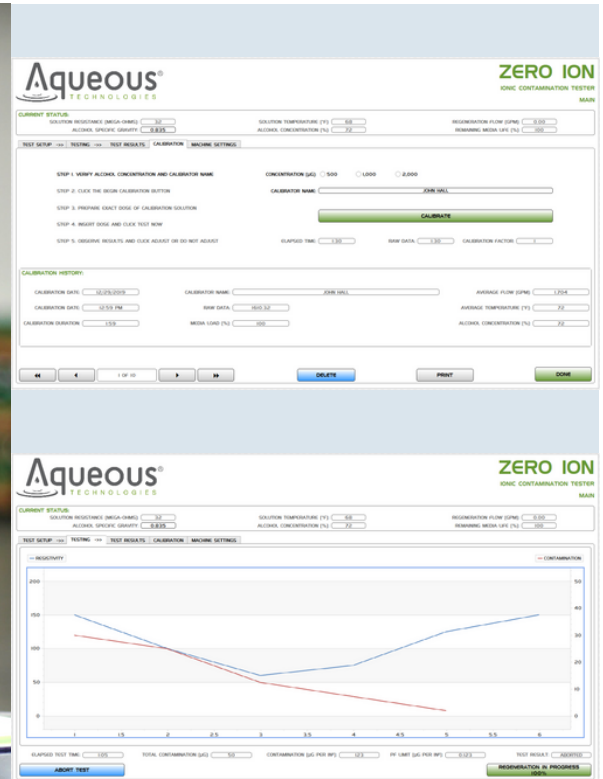 Aqueous®
TECHNOLOGIES
ZERO ION
IONIC CONTAMINATION TESTER
MAIN
CURRENT STATUS:
SOLUTION RESISTANCE (MEGA-OHMS): 32 SOLUTION TEMPERATURE (°F): 68 REGENERATION FLOW (GPM): 0.00
ALCOHOL SPECIFIC GRAVITY: 0.835 ALCOHOL CONCENTRATION (%): 72 REMAINING MEDIA LIFE (%): 100
TEST SETUP >>> TESTING >>> TEST RESULTS CALIBRATION MACHINE SETTINGS
STEP 1. VERIFY ALCOHOL CONCENTRATION AND CALIBRATOR NAME CONCENTRATION (µG) 500 1,000 2,000
STEP 2. CLICK THE BEGIN CALIBRATION BUTTON CALIBRATOR NAME: JOHN HALL
STEP 3. PREPARE EXACT DOSE OF CALIBRATION SOLUTION
CALIBRATE
STEP 4. INSERT DOSE AND CLICK TEST NOW
STEP 5. OBSERVE RESULTS AND CLICK ADJUST OR DO NOT ADJUST ELAPSED TIME: 1:30 RAW DATA: 1.30 CALIBRATION FACTOR: 1
CALIBRATION HISTORY:
CALIBRATION DATE: 12/29/2019 CALIBRATOR NAME: JOHN HALL AVERAGE FLOW (GPM): 1.704
CALIBRATION DATE: 12:59 PM RAW DATA: AVERAGE TEMPERATURE (°F): 72
CALIBRATION DURATION: 1:59 MEDIA LOAD (%): 100 ALCOHOL CONCENTRATION (%): 72
1 OF 10 DELETE PRINT DONE
Aqueous®
TECHNOLOGIES
ZERO ION
IONIC CONTAMINATION TESTER
MAIN
CURRENT STATUS:
SOLUTION RESISTANCE (MEGA-OHMS): 32 SOLUTION TEMPERATURE (°F): 68 REGENERATION FLOW (GPM): 0.00
ALCOHOL SPECIFIC GRAVITY: 0.835 ALCOHOL CONCENTRATION (%): 72 REMAINING MEDIA LIFE (%): 100
TEST SETUP >>> TESTING >>> TEST RESULTS CALIBRATION MACHINE SETTINGS
RESISTIVITY CONTAMINATION
200 50
150 40
30
100
20
50
10
0 0
1 1.5 2 2.5 3 3.5 4 4.5 5 5.5 6
ELAPSED TEST TIME: 1:05 TOTAL CONTAMINATION (µG): 50 CONTAMINATION (µG PER IN²): 1.23 PF LIMIT (µG PER IN²): 0.123 TEST RESULT: ABORTED
ABORT TEST
REGENERATION IN PROGRESS
100%